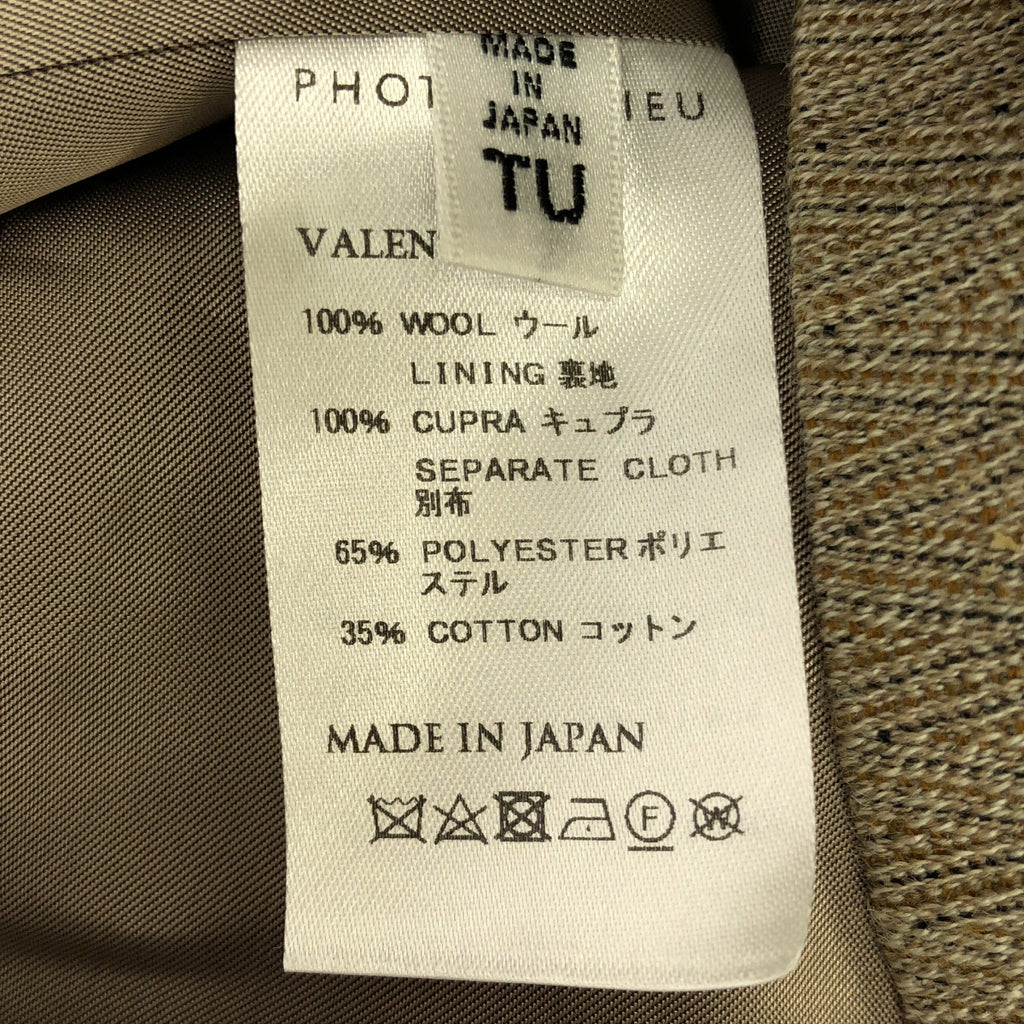 MADE
IN
JAPAN
TU
VALEN
100% WOOL ウール
LINING 裏地
100% CUPRA キュプラ
SEPARATE CLOTH
別布
65% POLYESTER ポリエ
ステル
35% COTTON コットン
MADE IN JAPAN
F
W